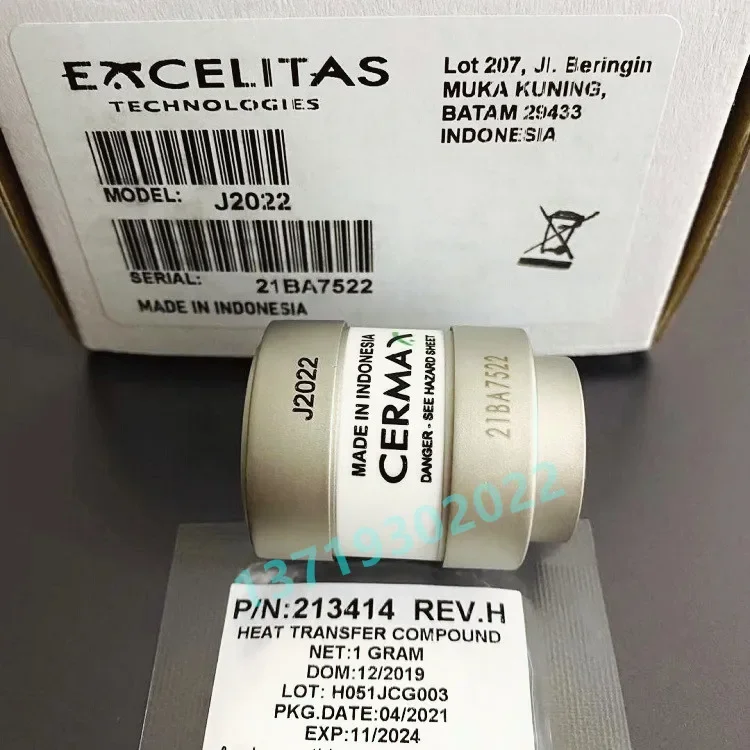 EXCELITAS
TECHNOLOGIES
Lot 207, Jl. Beringin
MUKA KUNING,
BATAM 29433
INDONESIA
MODEL: J2022
SERIAL: 21BA7522
MADE IN INDONESIA
J2022
MADE IN INDONESIA
CERMAX
DANGER - SEE HAZARD SHEET
21BA7522
13719302022
P/N:213414 REV.H
HEAT TRANSFER COMPOUND
NET:1 GRAM
DOM:12/2019
LOT: H051JCG003
PKG.DATE:04/2021
EXP:11/2024